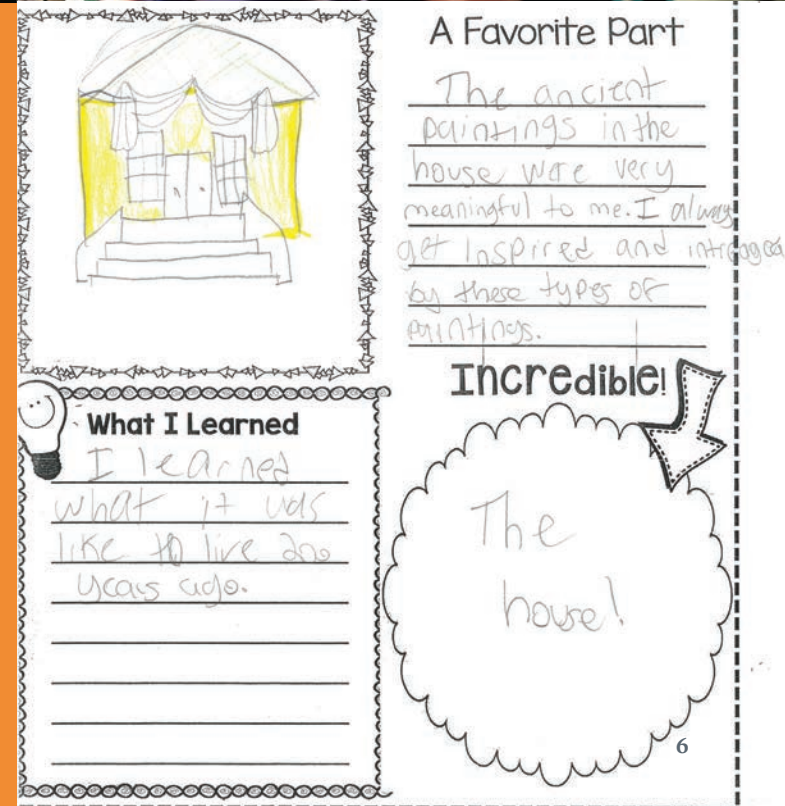 A Favorite Part
The ancient
paintings in the
house were very
meaningful to me. I always
get inspired and
by these types of
paintings.
Incredible!
The
house!
What I Learned
I learned
what it was
like to live 200
years ago.
6